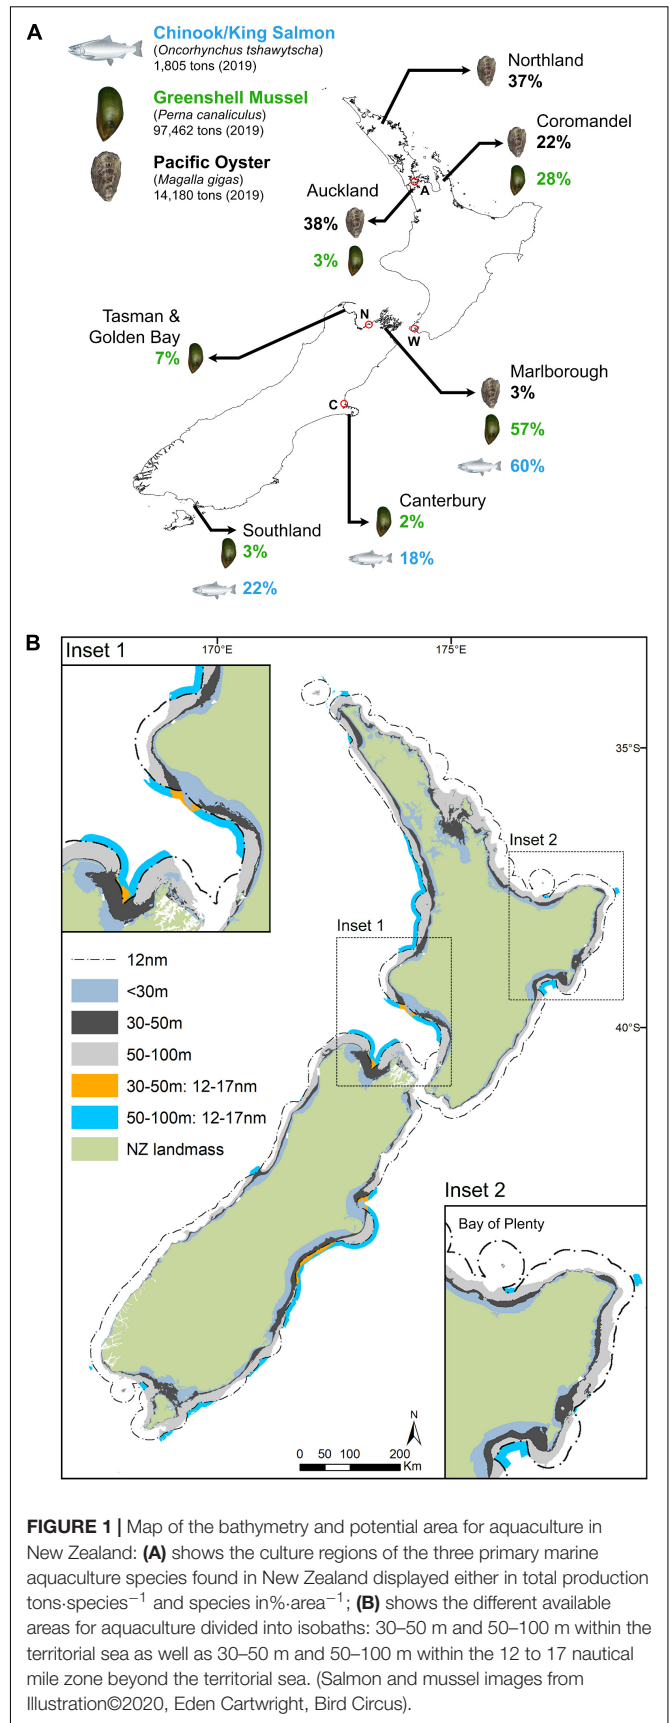 A
Chinook/King Salmon
(Oncorhynchus tshawytscha)
1,805 tons (2019)
Greenshell Mussel
(Perna canaliculus)
97,462 tons (2019)
Pacific Oyster
(Magalla gigas)
14,180 tons (2019)
Northland
37%
Coromandel
22%
28%
Auckland
38%
3%
A
Tasman &
Golden Bay
7%
N
W
Marlborough
3%
57%
60%
C
Canterbury
2%
18%
Southland
3%
22%
B
Inset 1
170°E
175°E
35°S
Inset 2
Inset 1
40°S
12nm
<30m
30-50m
50-100m
30-50m: 12-17nm
50-100m: 12-17nm
NZ landmass
Inset 2
Bay of Plenty
N
0 50 100 200
Km
FIGURE 1 | Map of the bathymetry and potential area for aquaculture in
New Zealand: (A) shows the culture regions of the three primary marine
aquaculture species found in New Zealand displayed either in total production
tons·species⁻¹ and species in%·area⁻¹; (B) shows the different available
areas for aquaculture divided into isobaths: 30–50 m and 50–100 m within the
territorial sea as well as 30–50 m and 50–100 m within the 12 to 17 nautical
mile zone beyond the territorial sea. (Salmon and mussel images from
Illustration©2020, Eden Cartwright, Bird Circus).